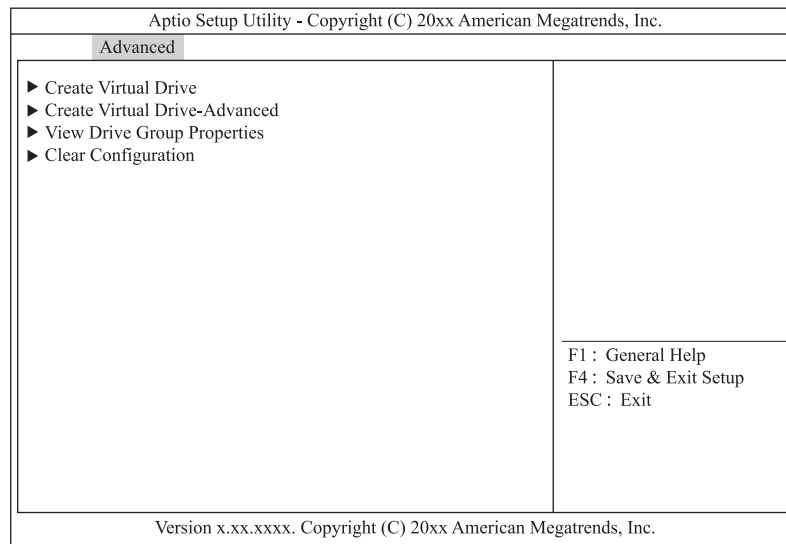 Aptio Setup Utility - Copyright (C) 20xx American Megatrends, Inc.
Advanced
▶ Create Virtual Drive
▶ Create Virtual Drive-Advanced
▶ View Drive Group Properties
▶ Clear Configuration
F1 : General Help
F4 : Save & Exit Setup
ESC : Exit
Version x.xx.xxxx. Copyright (C) 20xx American Megatrends, Inc.